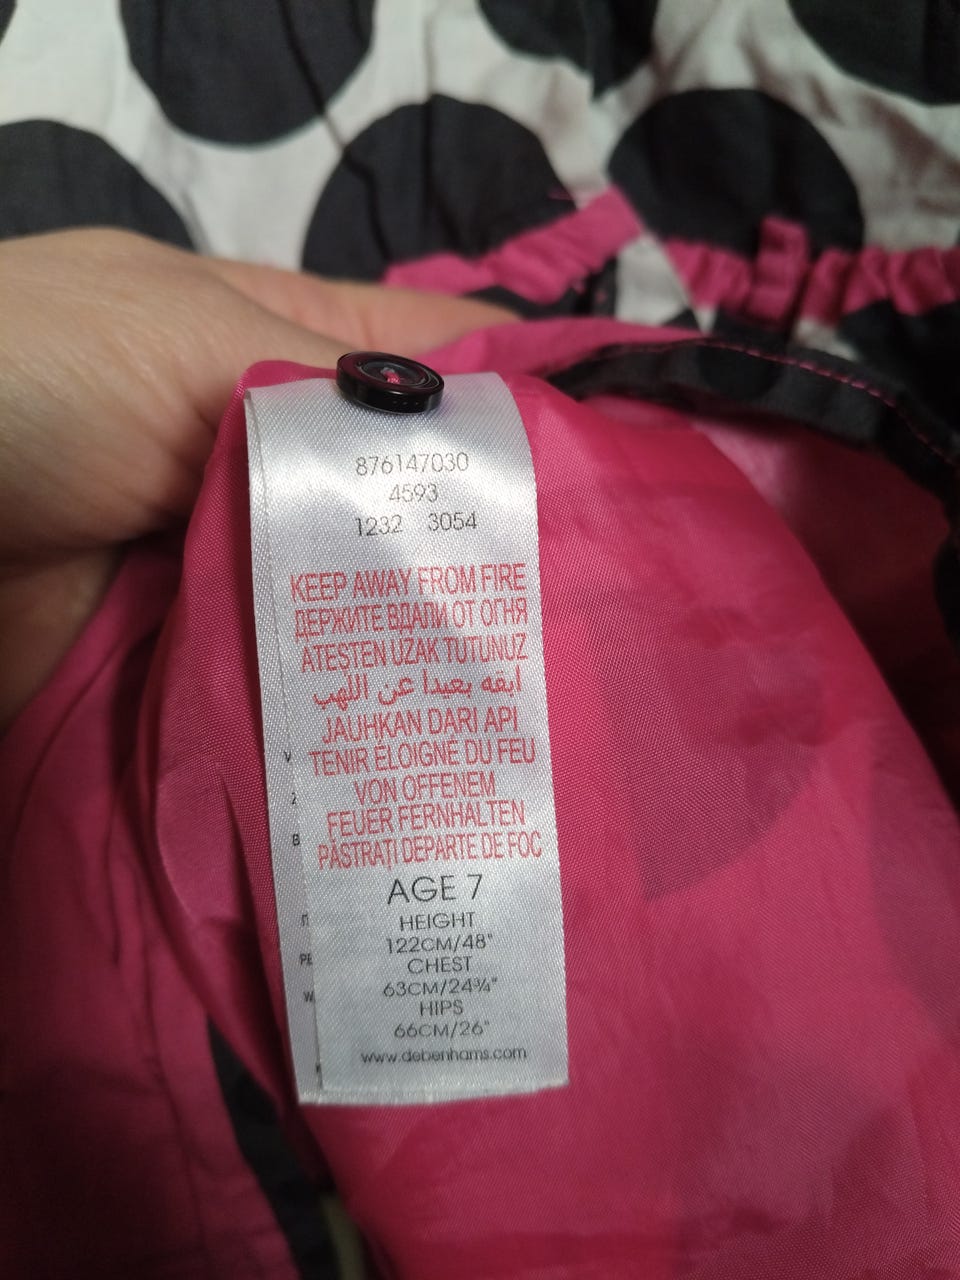 876147030
4593
1232 3054
KEEP AWAY FROM FIRE
ДЕРЖИТЕ ВДАЛИ ОТ ОГНЯ
ATESTEN UZAK TUTUNUZ
ابقه بعيدا عن اللهب
JAUHKAN DARI API
TENIR ELOIGNE DU FEU
VON OFFENEM
FEUER FERNHALTEN
PĂSTRAŢI DEPARTE DE FOC
AGE 7
HEIGHT
122CM/48"
CHEST
63CM/24¾"
HIPS
66CM/26"
www.debenhams.com